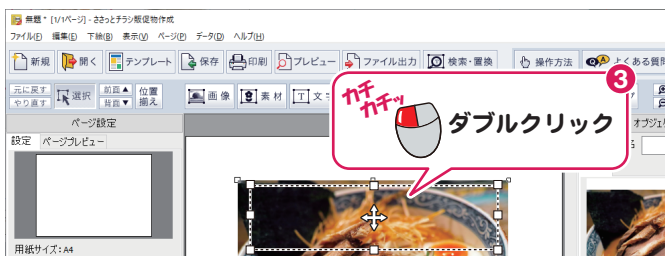 無題 * [1/1ページ] - ささっとチラシ販促物作成
ファイル(F) 編集(E) 下絵(B) 表示(V) ページ(P) データ(D) ヘルプ(H)
新規 開く テンプレート 保存 印刷 プレビュー ファイル出力 検索・置換 操作方法 よくある質問
元に戻す やり直す 選択 前面▲ 背面▼ 位置揃え 画像 素材 T 文字
3
カチカチッ
ダブルクリック
ページ設定
オブジェ
設定 ページプレビュー
名
用紙サイズ: A4